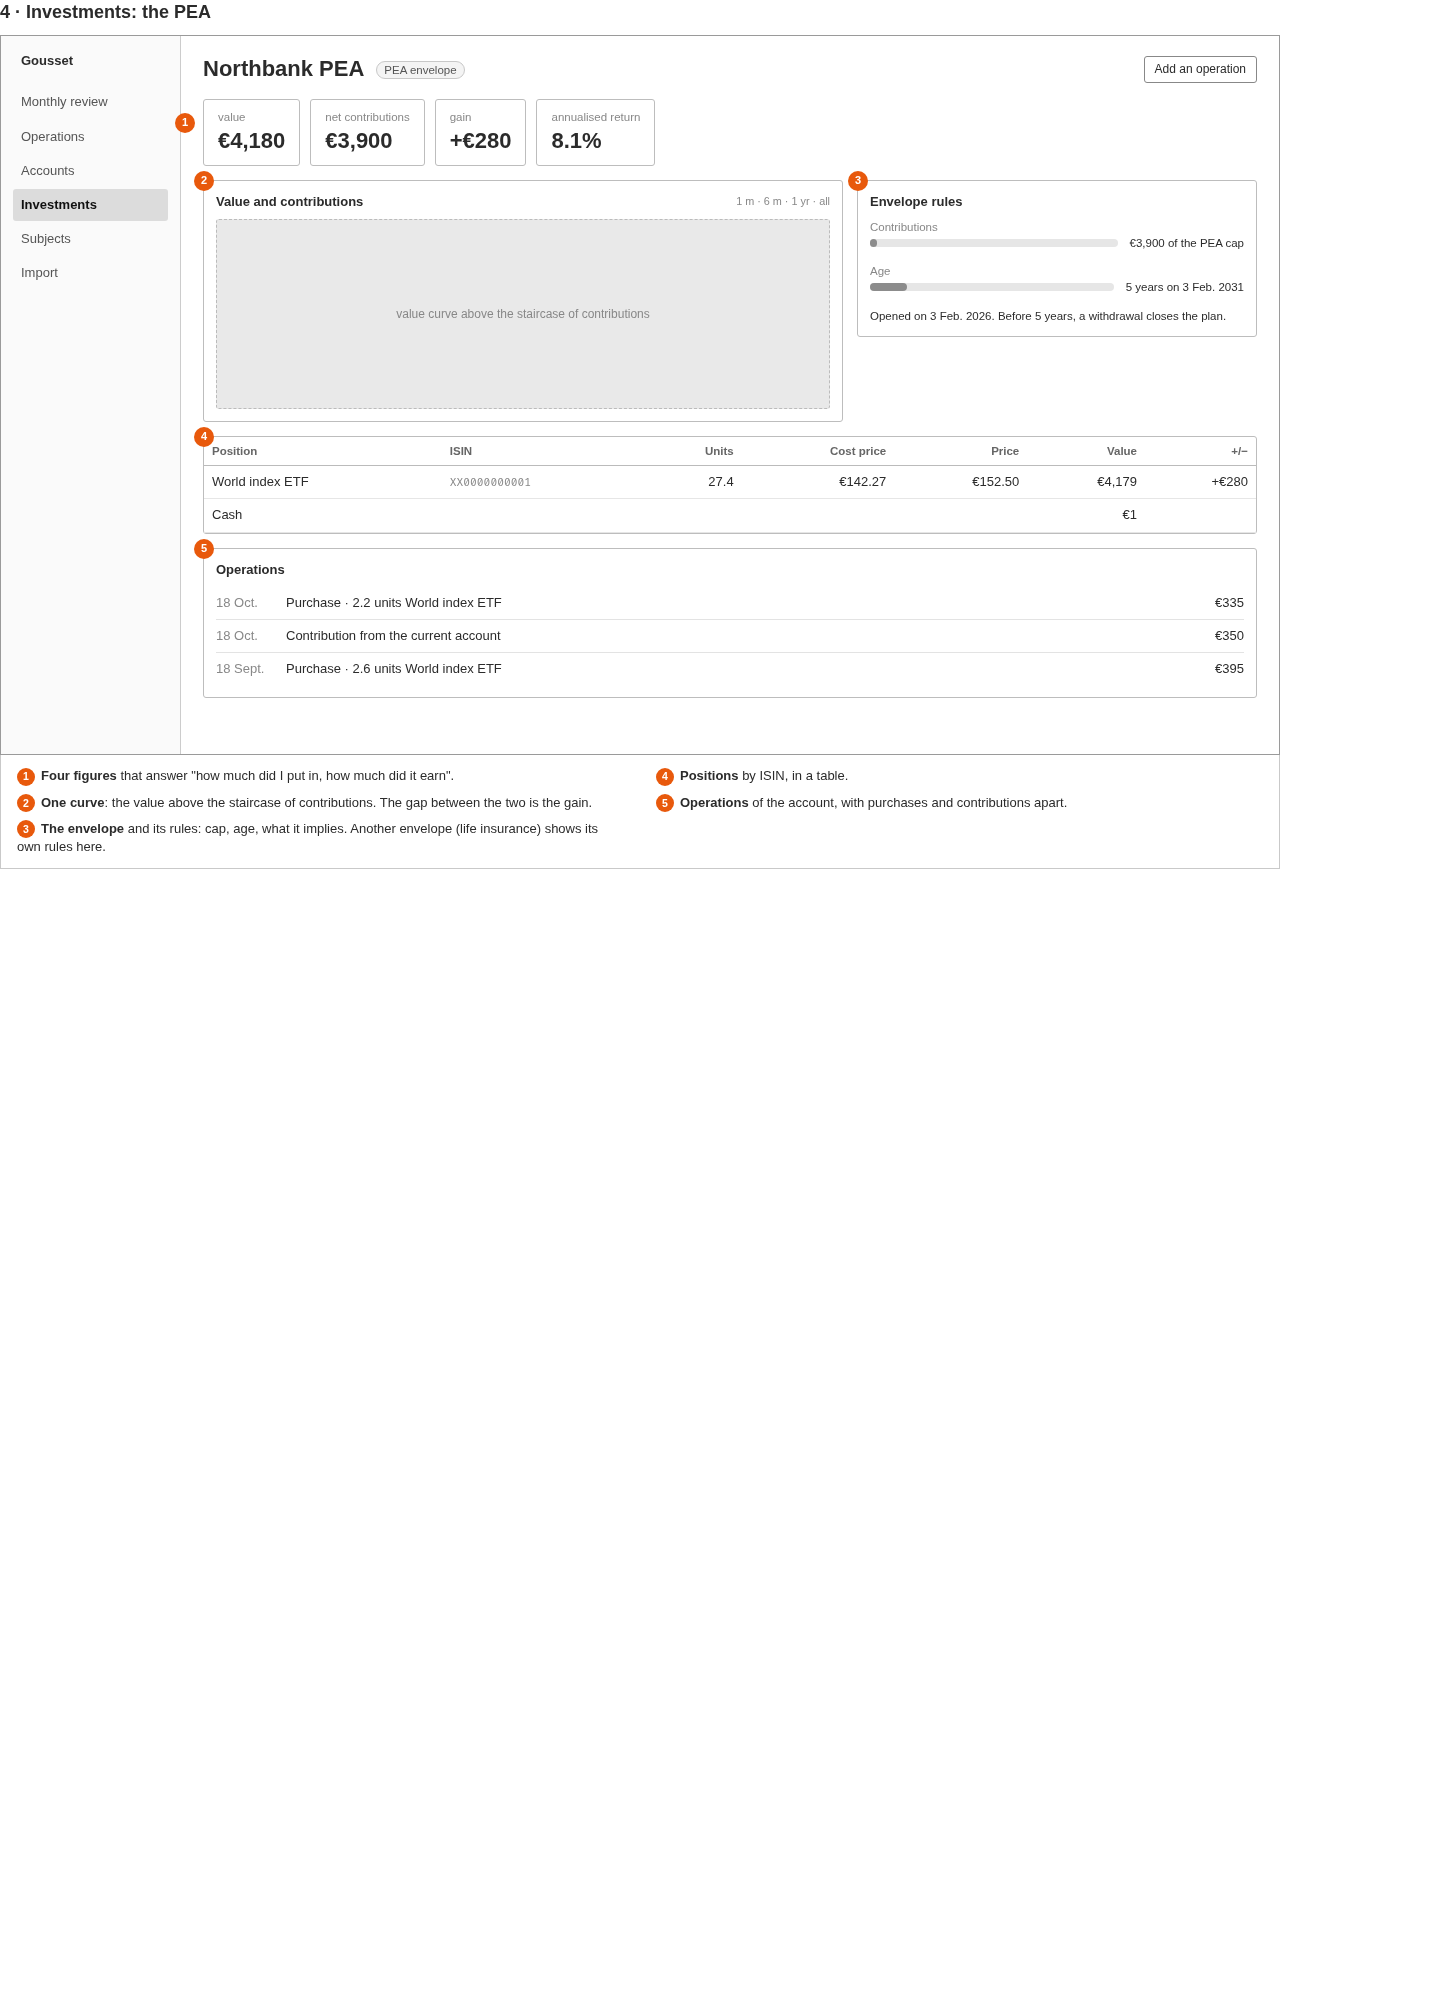 4 · Investments: the PEA
Gousset
Monthly review
Operations
Accounts
Investments
Subjects
Import
Northbank PEA
PEA envelope
Add an operation
1
value
€4,180
net contributions
€3,900
gain
+€280
annualised return
8.1%
2
Value and contributions
1 m · 6 m · 1 yr · all
value curve above the staircase of contributions
3
Envelope rules
Contributions
€3,900 of the PEA cap
Age
5 years on 3 Feb. 2031
Opened on 3 Feb. 2026. Before 5 years, a withdrawal closes the plan.
4
Position ISIN Units Cost price Price Value +/−
World index ETF XX0000000001 27.4 €142.27 €152.50 €4,179 +€280
Cash €1
5
Operations
18 Oct. Purchase · 2.2 units World index ETF €335
18 Oct. Contribution from the current account €350
18 Sept. Purchase · 2.6 units World index ETF €395
1 Four figures that answer "how much did I put in, how much did it earn".
2 One curve: the value above the staircase of contributions. The gap between the two is the gain.
3 The envelope and its rules: cap, age, what it implies. Another envelope (life insurance) shows its
own rules here.
4 Positions by ISIN, in a table.
5 Operations of the account, with purchases and contributions apart.